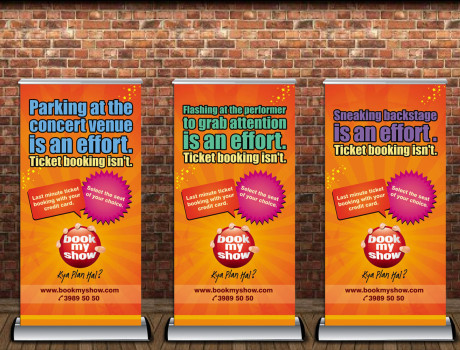 Parking at the
concert venue
is an effort.
Ticket booking isn't.
Last minute ticket
booking with your
credit card.
Select the seat
of your choice.
book
my
show
Kya Plan Hai?
www.bookmyshow.com
3989 50 50
Flashing at the performer
to grab attention
is an effort.
Ticket booking isn't.
Last minute ticket
booking with your
credit card.
Select the seat
of your choice.
book
my
show
Kya Plan Hai?
www.bookmyshow.com
3989 50 50
Sneaking backstage
is an effort .
Ticket booking isn't.
Last minute ticket
booking with your
credit card.
Select the seat
of your choice.
book
my
show
Kya Plan Hai?
www.bookmyshow.com
3989 50 50